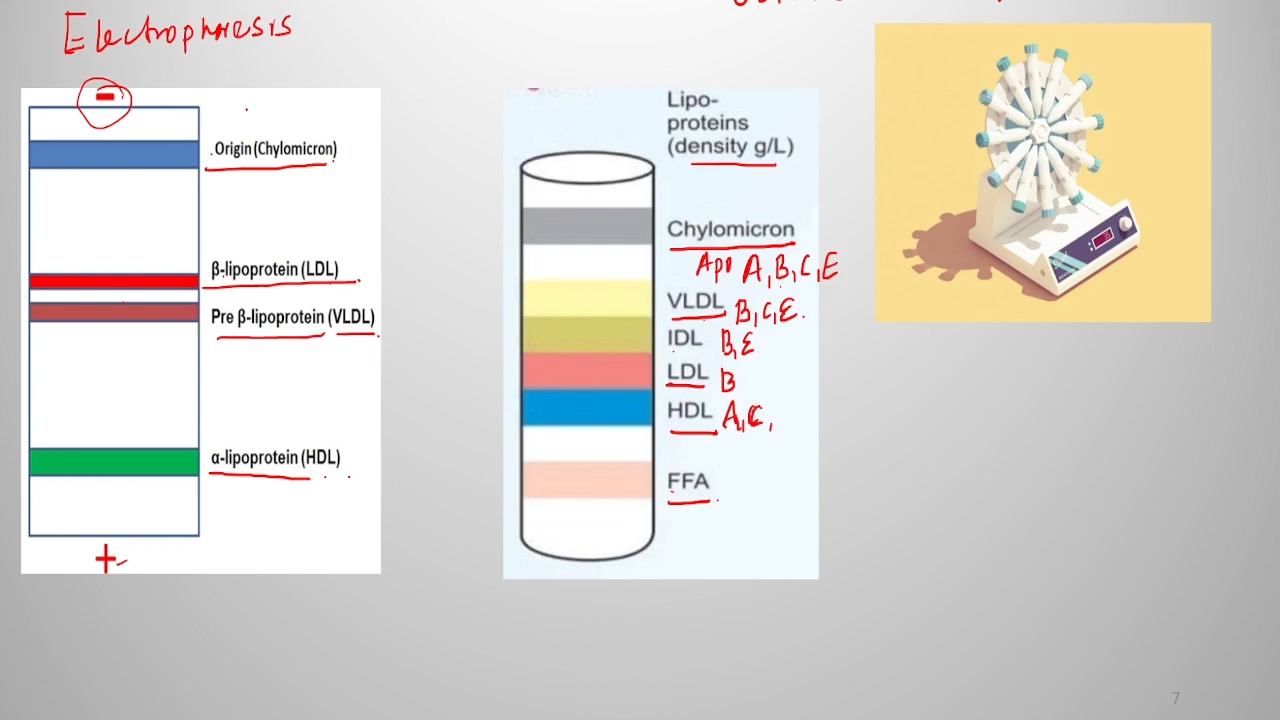 Electrophoresis
-
Origin (Chylomicron)
β-lipoprotein (LDL)
Pre β-lipoprotein (VLDL)
α-lipoprotein (HDL)
+
Lipo-
proteins
(density g/L)
Chylomicron
Apo A, B, C, E
VLDL B, C, E
IDL B, E
LDL B
HDL A, C,
FFA
7